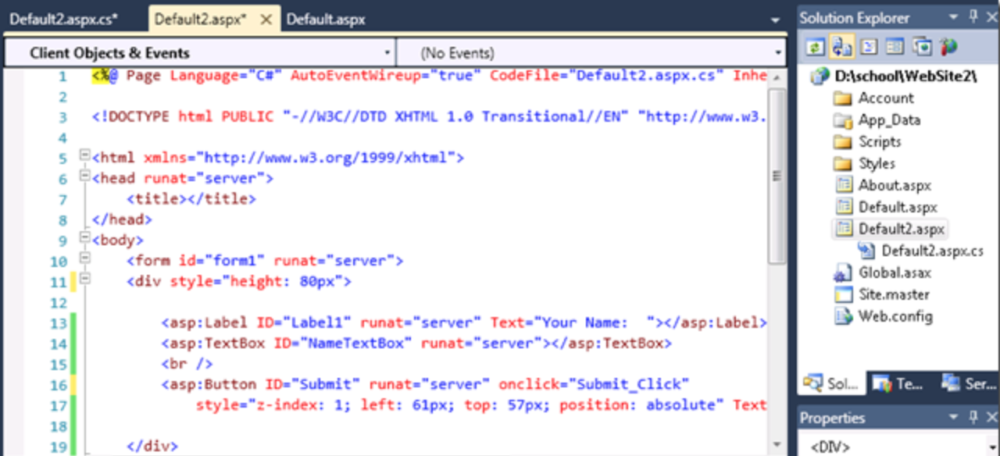 Default2.aspx.cs* Default2.aspx* Default.aspx
Client Objects & Events (No Events)
1 <%@ Page Language="C#" AutoEventWireup="true" CodeFile="Default2.aspx.cs" Inhe
2
3 <!DOCTYPE html PUBLIC "-//W3C//DTD XHTML 1.0 Transitional//EN" "http://www.w3.
4
5 <html xmlns="http://www.w3.org/1999/xhtml">
6 <head runat="server">
7 <title></title>
8 </head>
9 <body>
10 <form id="form1" runat="server">
11 <div style="height: 80px">
12
13 <asp:Label ID="Label1" runat="server" Text="Your Name:  "></asp:Label>
14 <asp:TextBox ID="NameTextBox" runat="server"></asp:TextBox>
15 <br />
16 <asp:Button ID="Submit" runat="server" onclick="Submit_Click"
17 style="z-index: 1; left: 61px; top: 57px; position: absolute" Text
18
19 </div>
Solution Explorer
D:\school\WebSite2\
Account
App_Data
Scripts
Styles
About.aspx
Default.aspx
Default2.aspx
Default2.aspx.cs
Global.asax
Site.master
Web.config
Sol... Te... Ser...
Properties
<DIV>